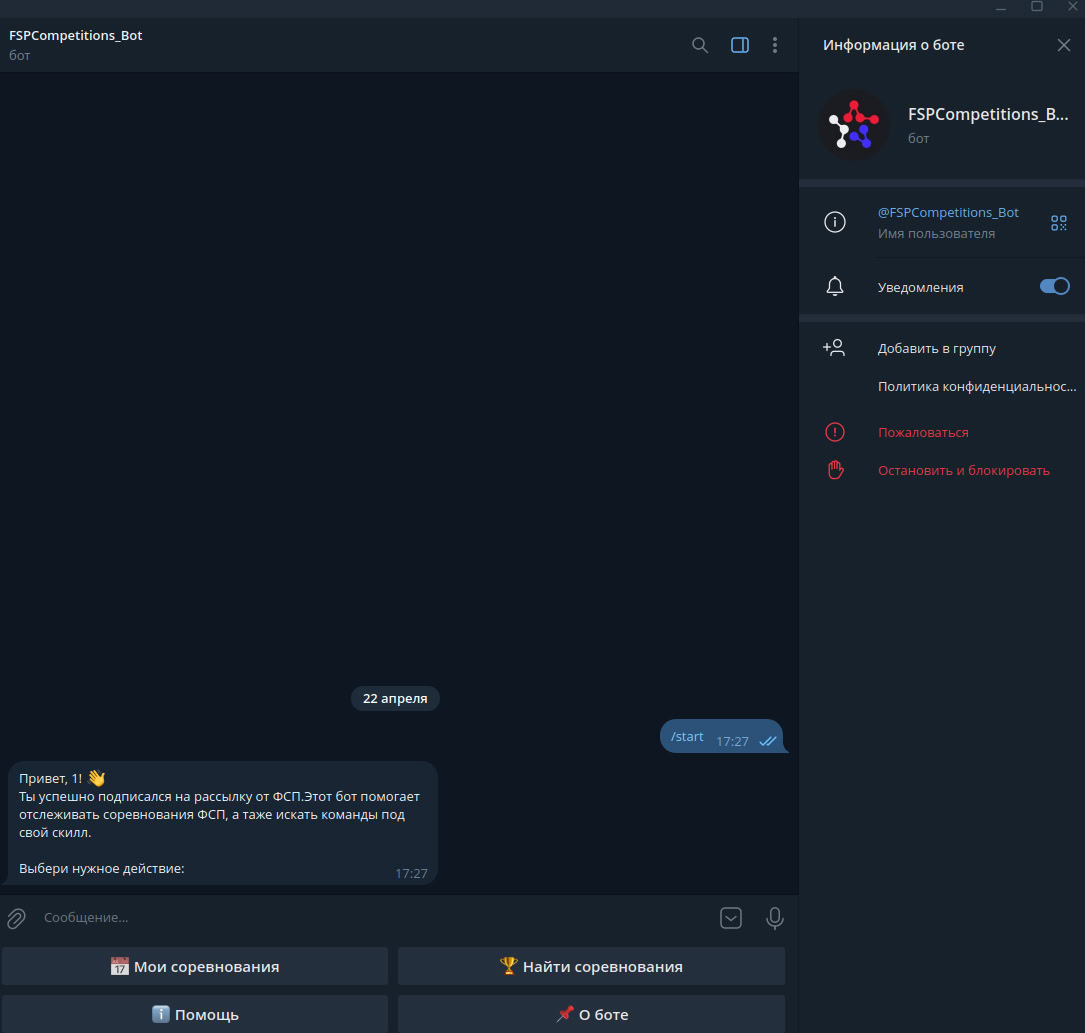 FSPCompetitions_Bot
бот
Информация о боте
FSPCompetitions_B...
бот
@FSPCompetitions_Bot
Имя пользователя
Уведомления
Добавить в группу
Политика конфиденциальнос...
Пожаловаться
Остановить и блокировать
22 апреля
/start 17:27
Привет, 1! 👋
Ты успешно подписался на рассылку от ФСП.Этот бот помогает
отслеживать соревнования ФСП, а таже искать команды под
свой скилл.
Выбери нужное действие:
17:27
Сообщение...
📅 Мои соревнования
🏆 Найти соревнования
ℹ️ Помощь
📌 О боте